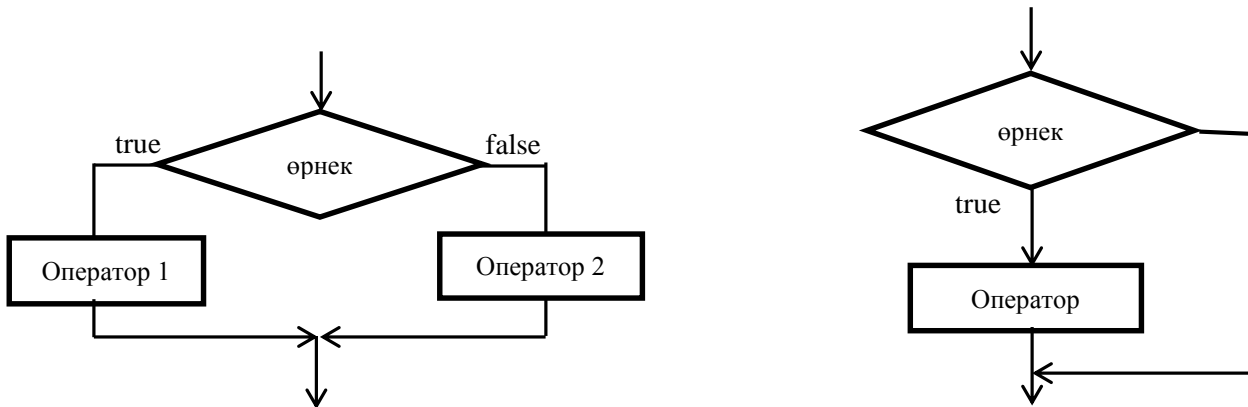 true
false
өрнек
Оператор 1
Оператор 2
өрнек
true
Оператор